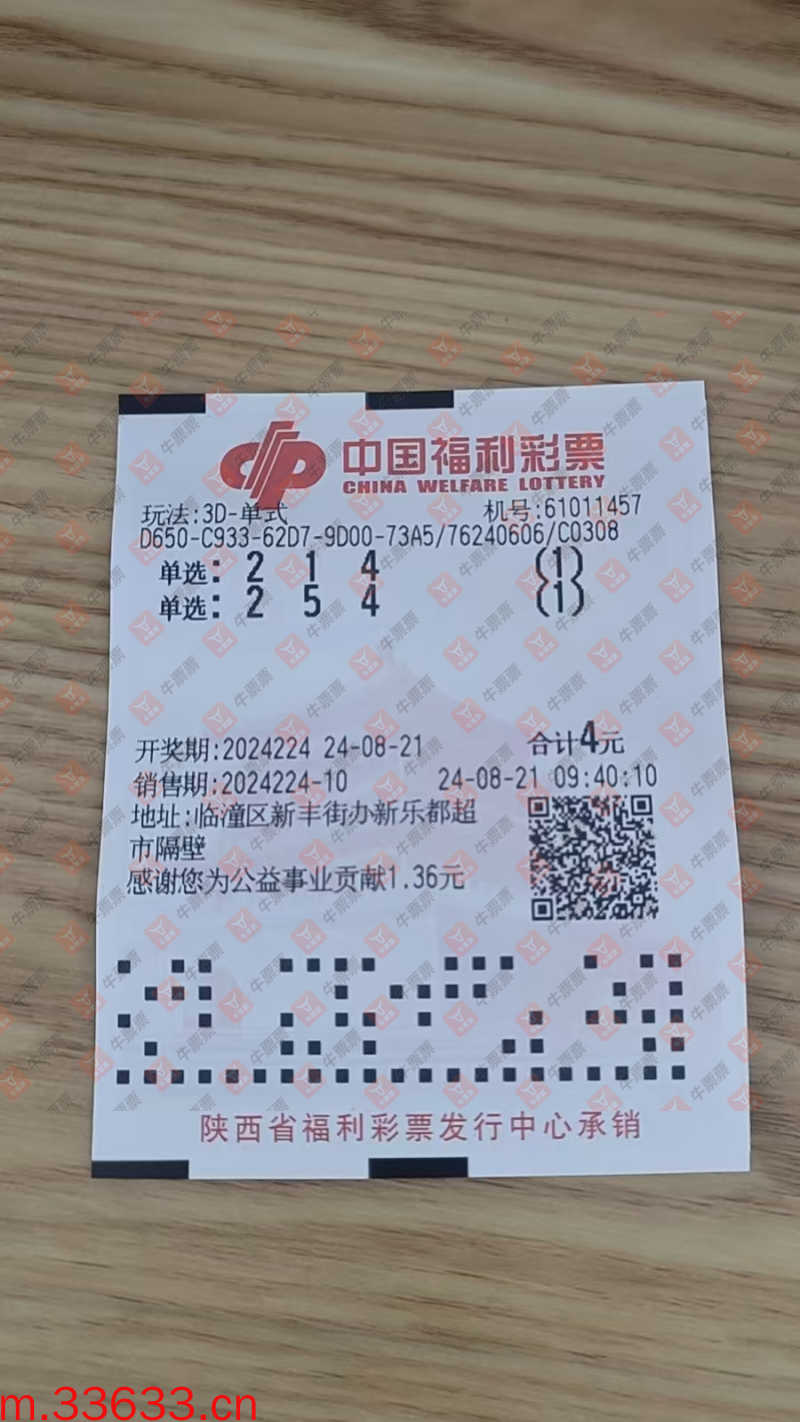 中国福利彩票
CHINA WELFARE LOTTERY
玩法:3D-单式 机号:61011457
D650-C933-62D7-9D00-73A5/76240606/C0308
单选: 2 1 4 (1)
单选: 2 5 4 (1)
开奖期:2024224 24-08-21 合计4元
销售期:2024224-10 24-08-21 09:40:10
地址:临潼区新丰街办新乐都超
市隔壁
感谢您为公益事业贡献1.36元
陕西省福利彩票发行中心承销
牛票票
m.33633.cn